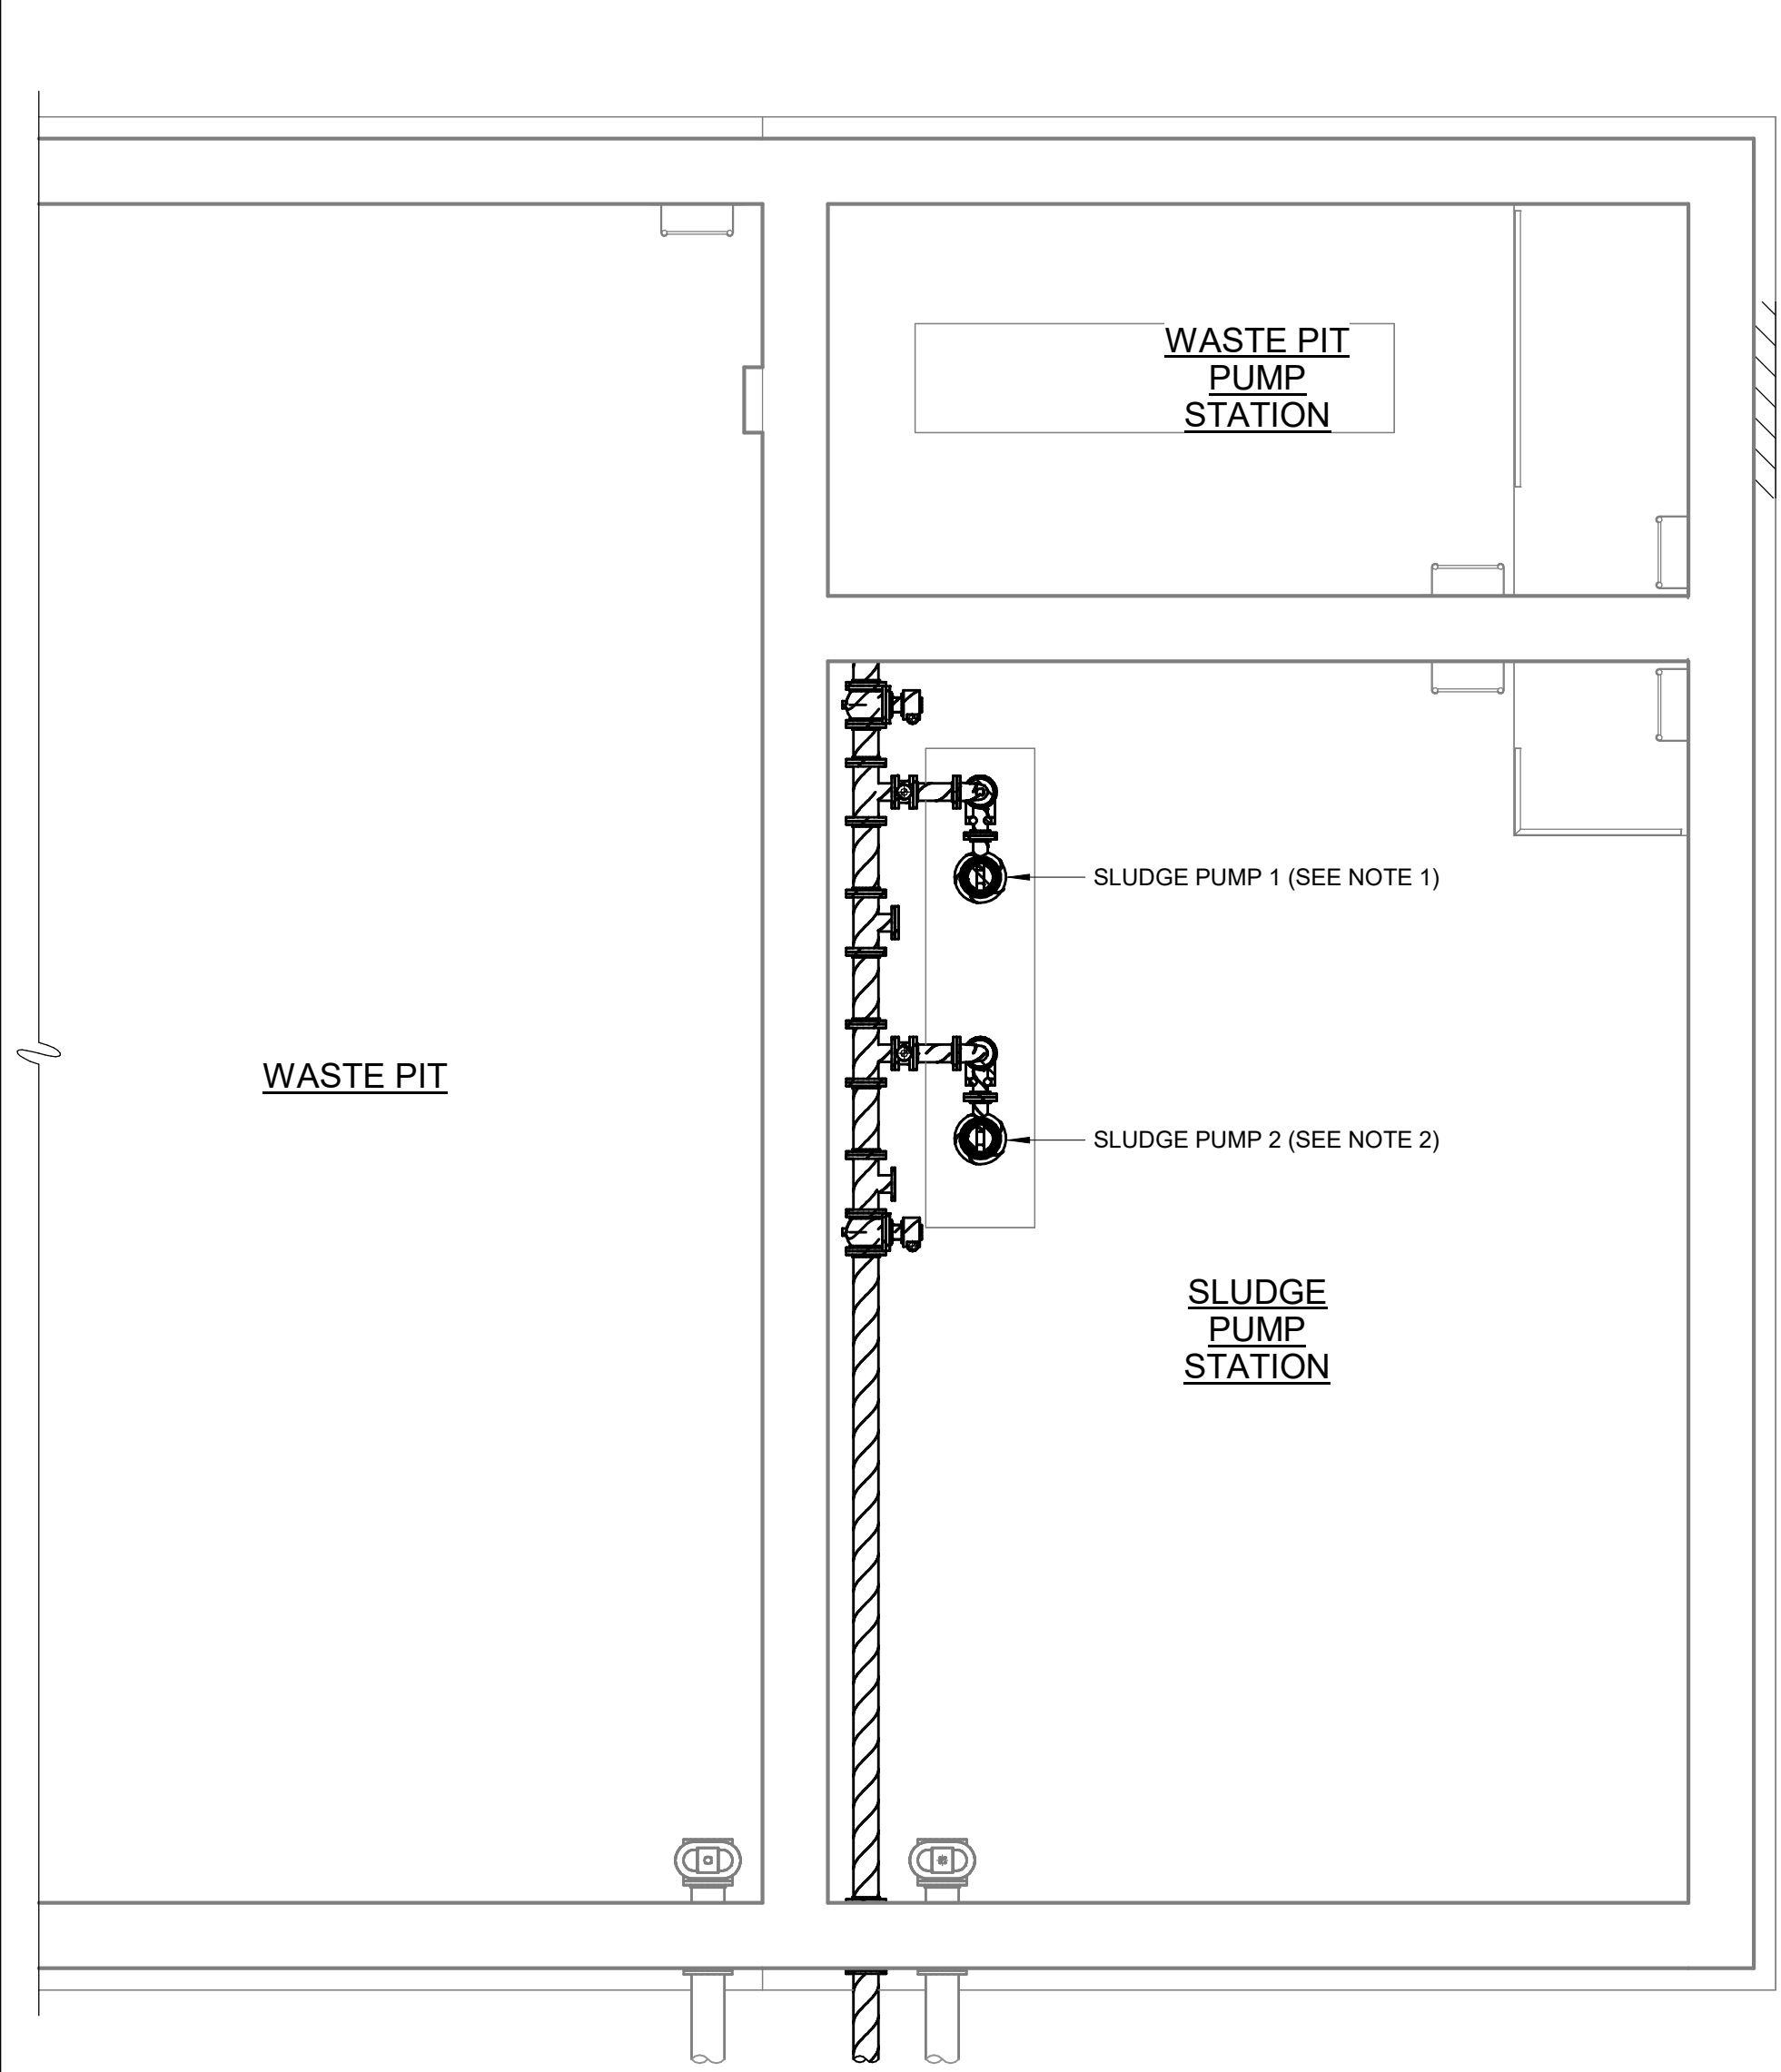 WASTE PIT
PUMP
STATION
SLUDGE PUMP 1 (SEE NOTE 1)
WASTE PIT
SLUDGE PUMP 2 (SEE NOTE 2)
SLUDGE
PUMP
STATION